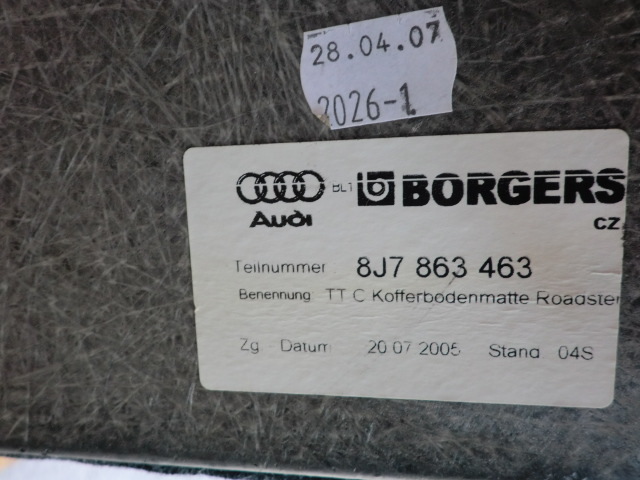 28.04.07
2026-1
BL1 BORGERS
Audi
CZ
Teilnummer 8J7 863 463
Benennung TT C Kofferbodenmatte Roadster
Zg Datum 20 07 2005 Stand 04S